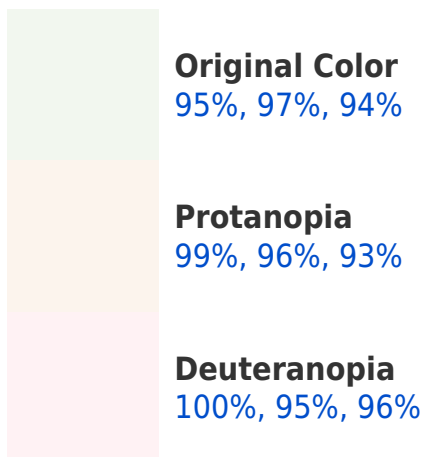 Original Color
95%, 97%, 94%
Protanopia
99%, 96%, 93%
Deuteranopia
100%, 95%, 96%